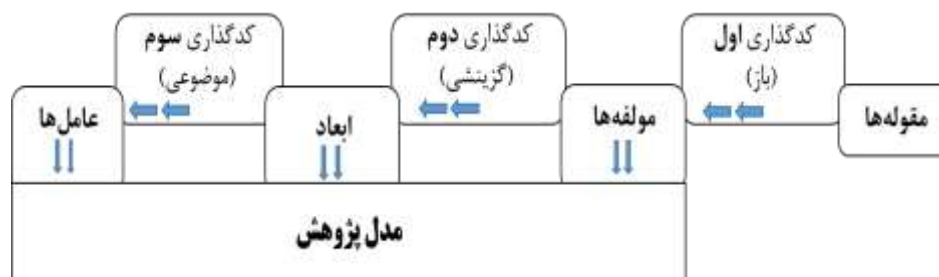 کدگذاری اول
(باز)
کدگذاری دوم
(گزینشی)
کدگذاری سوم
(موضوعی)
مقوله‌ها
مولفه‌ها
ابعاد
عامل‌ها
مدل پژوهش